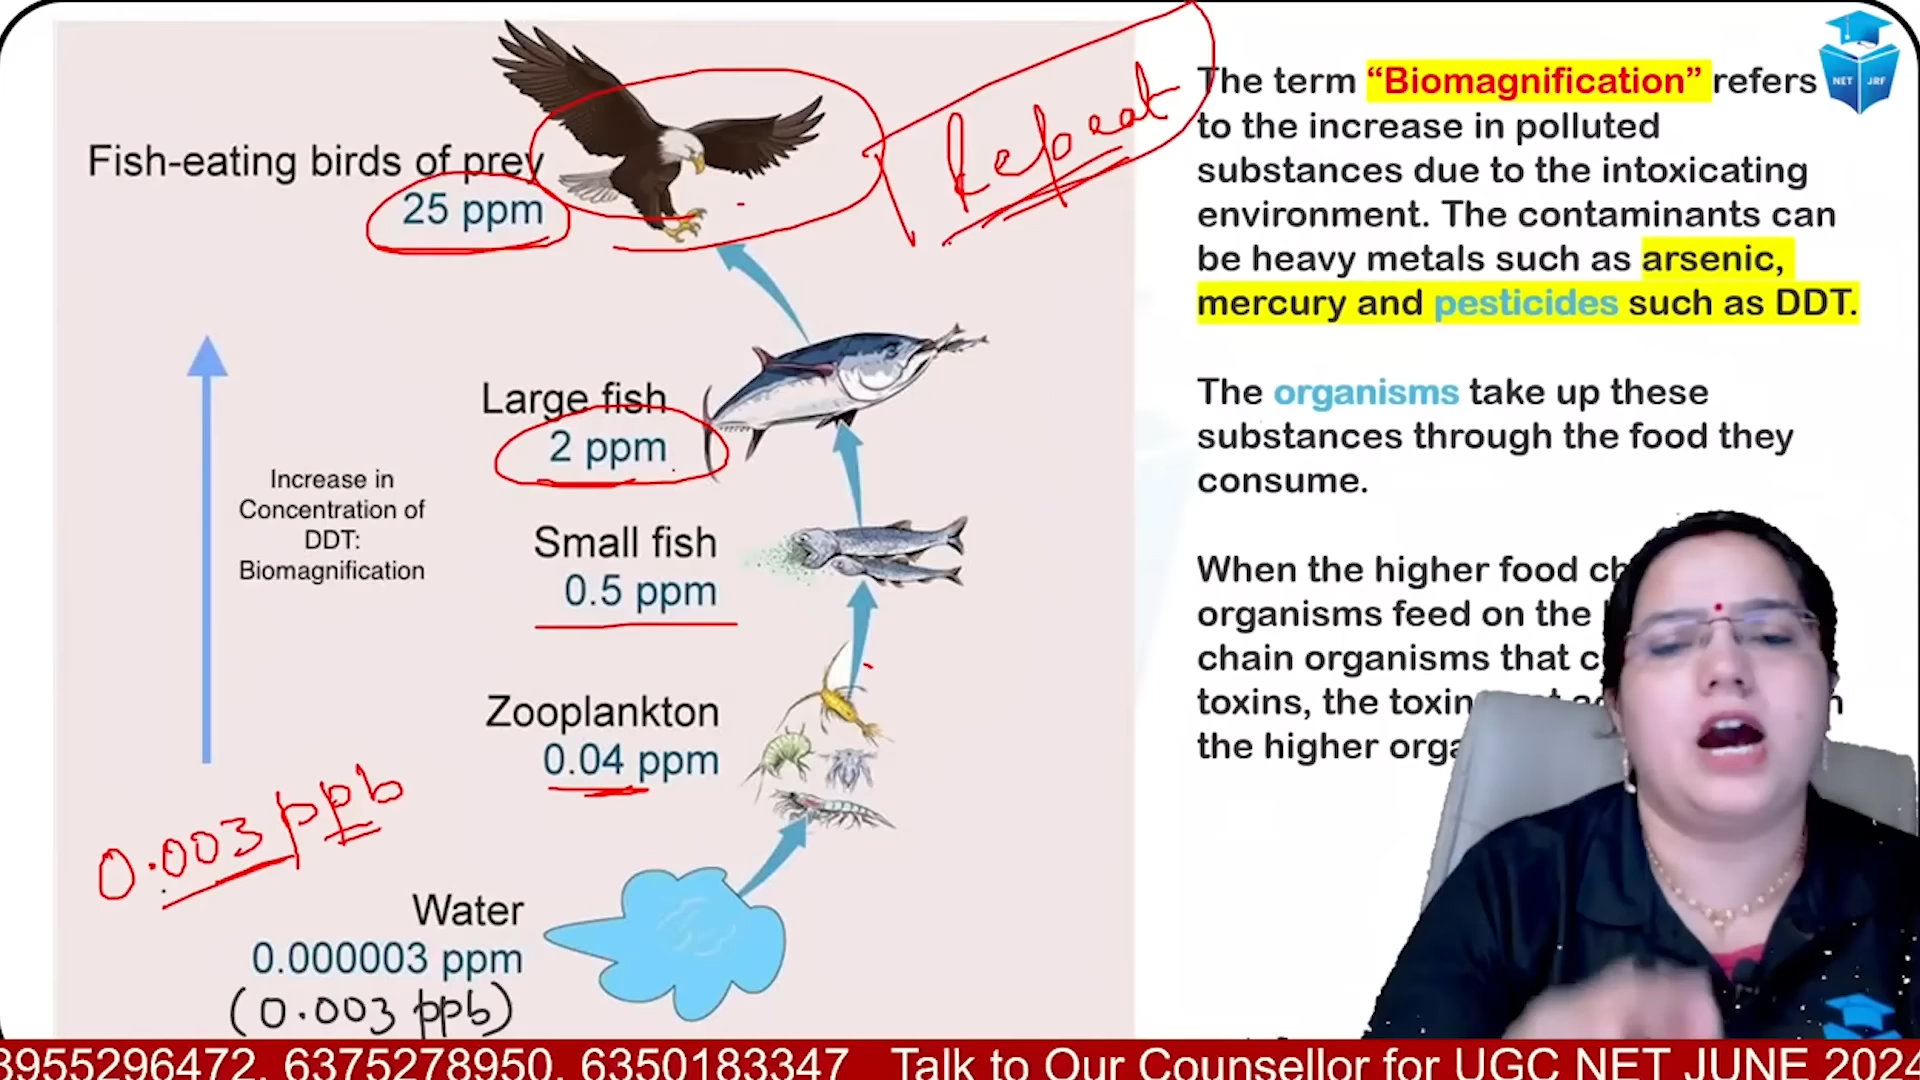 Fish-eating birds of prey
25 ppm
Repeat
Large fish
2 ppm
Increase in
Concentration of
DDT:
Biomagnification
Small fish
0.5 ppm
Zooplankton
0.04 ppm
0.003 ppb
Water
0.000003 ppm
(0.003 ppb)
The term “Biomagnification” refers
to the increase in polluted
substances due to the intoxicating
environment. The contaminants can
be heavy metals such as arsenic,
mercury and pesticides such as DDT.
The organisms take up these
substances through the food they
consume.
When the higher food
organisms feed on the
chain organisms that
toxins, the
the higher
NET JRF
8955296472, 6375278950, 6350183347 Talk to Our Counsellor for UGC NET JUNE 2024